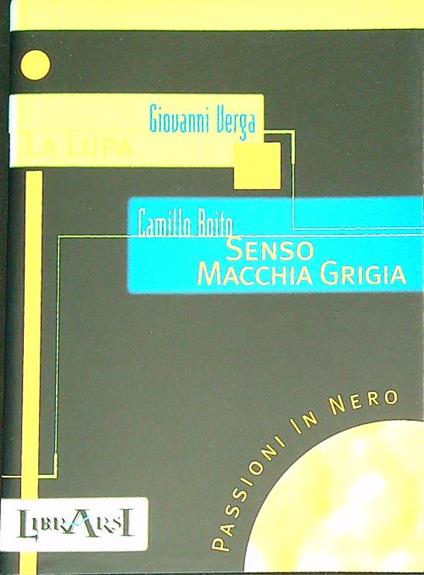 Giovanni Verga
La Lupa
Camillo Boito
Senso
Macchia Grigia
Passioni In Nero
LibrArsI